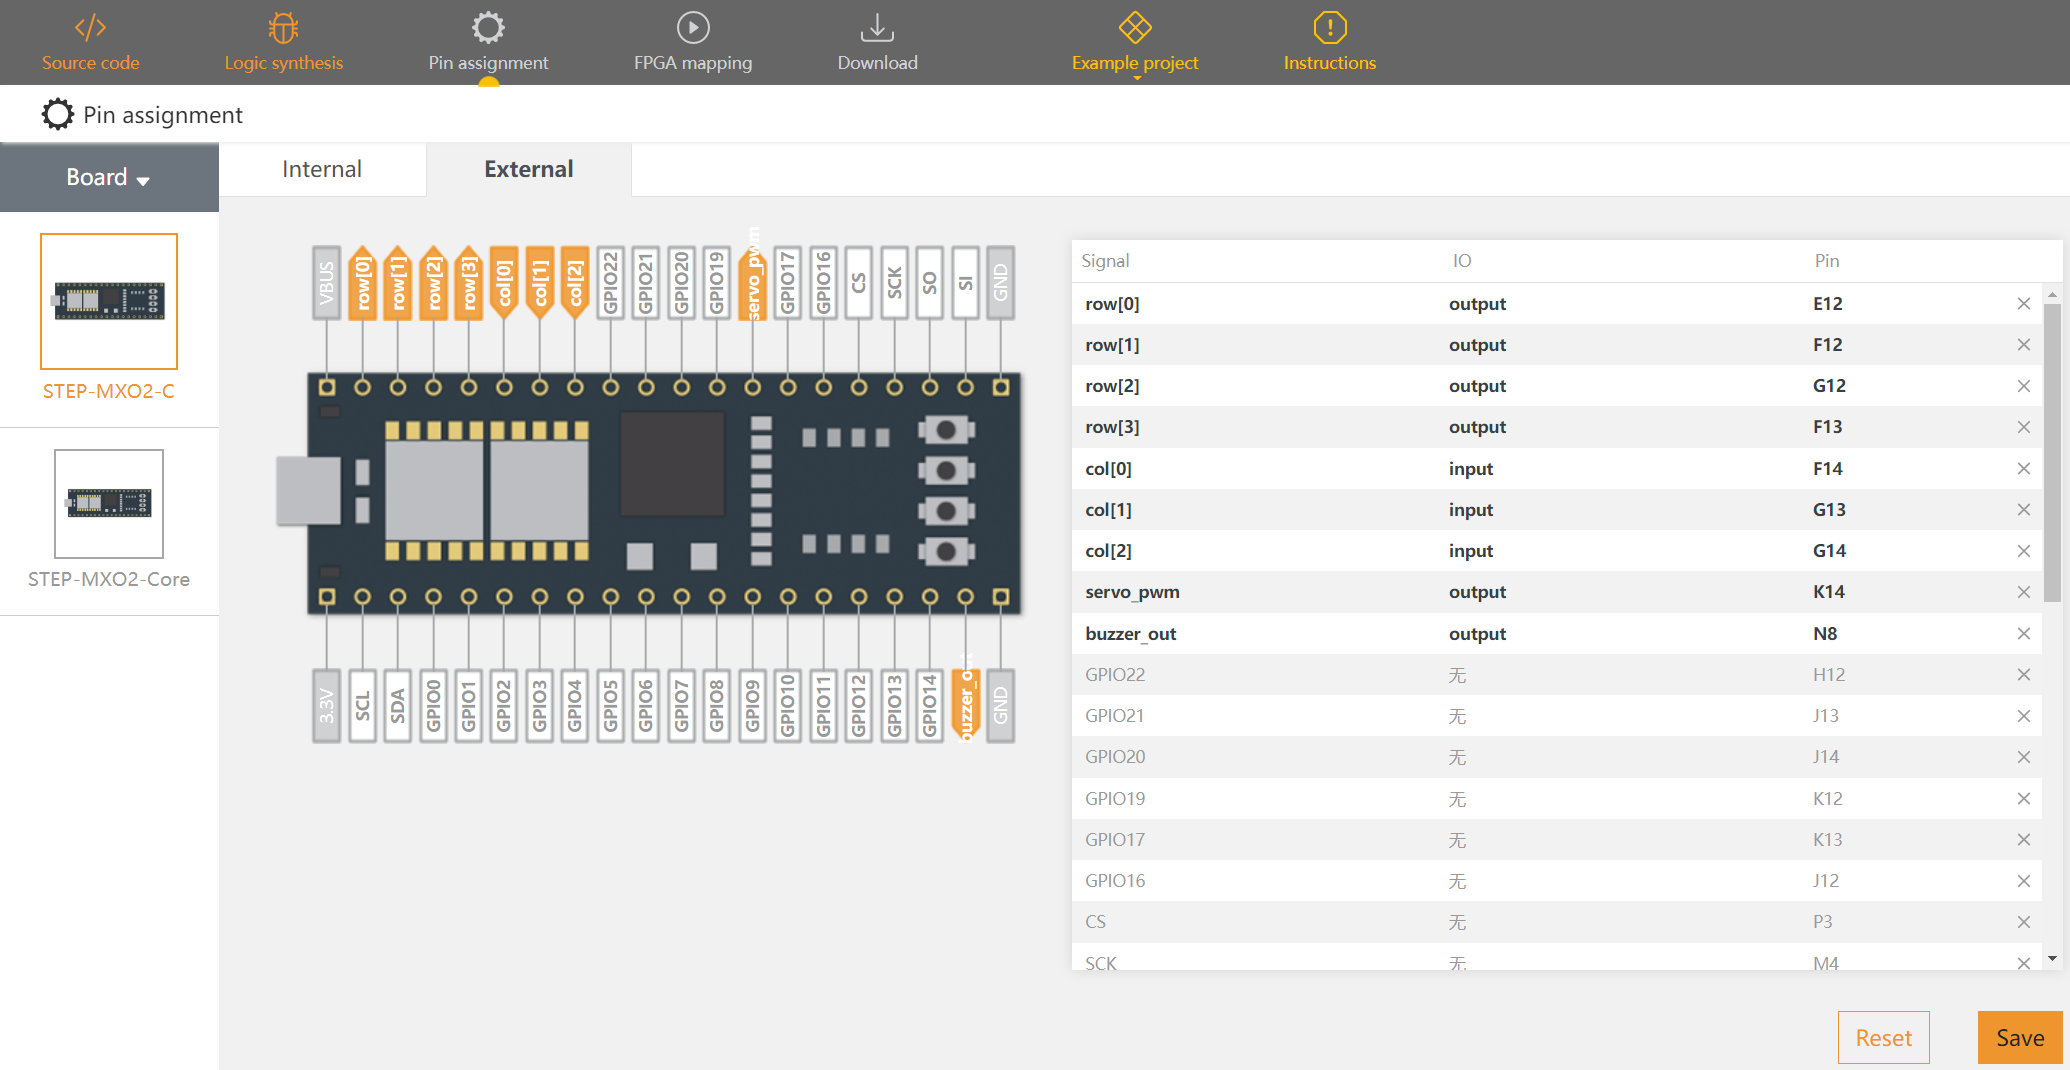 Source code
Logic synthesis
Pin assignment
FPGA mapping
Download
Example project
Instructions
Pin assignment
Board
Internal
External
STEP-MXO2-C
STEP-MXO2-Core
VBUS
row[0]
row[1]
row[2]
row[3]
col[0]
col[1]
col[2]
GPIO22
GPIO21
GPIO20
GPIO19
servo_pwm
GPIO17
GPIO16
CS
SCK
SO
SI
GND
3.3V
SCL
SDA
GPIO0
GPIO1
GPIO2
GPIO3
GPIO4
GPIO5
GPIO6
GPIO7
GPIO8
GPIO9
GPIO10
GPIO11
GPIO12
GPIO13
GPIO14
buzzer_out
GND
Signal IO Pin
row[0] output E12
row[1] output F12
row[2] output G12
row[3] output F13
col[0] input F14
col[1] input G13
col[2] input G14
servo_pwm output K14
buzzer_out output N8
GPIO22 无 H12
GPIO21 无 J13
GPIO20 无 J14
GPIO19 无 K12
GPIO17 无 K13
GPIO16 无 J12
CS 无 P3
SCK 无 M4
Reset
Save